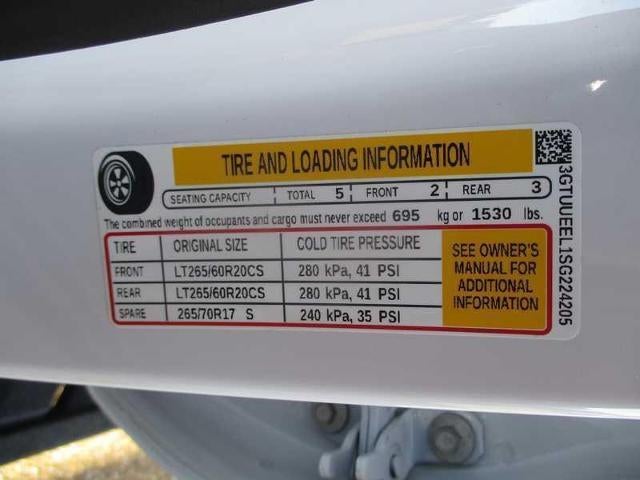 TIRE AND LOADING INFORMATION
SEATING CAPACITY TOTAL 5 FRONT 2 REAR 3
The combined weight of occupants and cargo must never exceed 695 kg or 1530 lbs.
TIRE ORIGINAL SIZE COLD TIRE PRESSURE
FRONT LT265/60R20CS 280 kPa, 41 PSI
REAR LT265/60R20CS 280 kPa, 41 PSI
SPARE 265/70R17 S 240 kPa, 35 PSI
SEE OWNER'S
MANUAL FOR
ADDITIONAL
INFORMATION
3GTUUEEL1SG224205